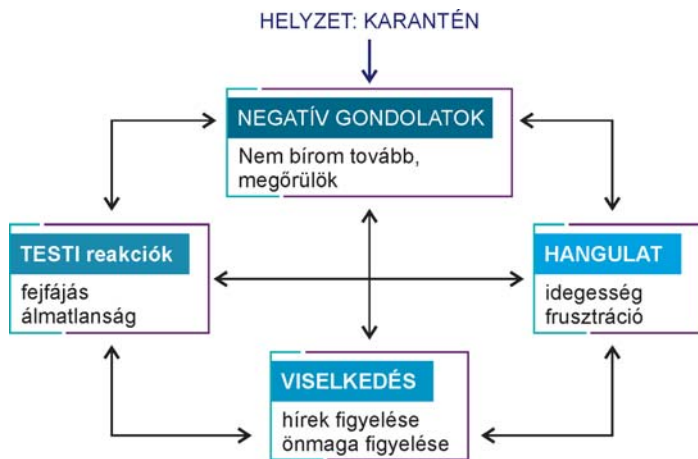 HELYZET: KARANTÉN
NEGATÍV GONDOLATOK
Nem bírom tovább,
megőrülök
TESTI reakciók
fejfájás
álmatlanság
HANGULAT
idegesség
frusztráció
VISELKEDÉS
hírek figyelése
önmaga figyelése